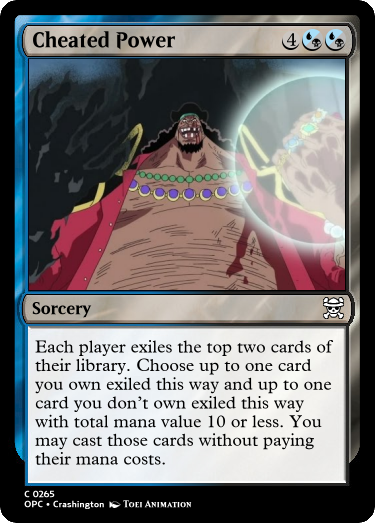 Cheated Power 4
Sorcery
Each player exiles the top two cards of
their library. Choose up to one card
you own exiled this way and up to one
card you don't own exiled this way
with total mana value 10 or less. You
may cast those cards without paying
their mana costs.
C 0265
OPC • Crashington Toei Animation